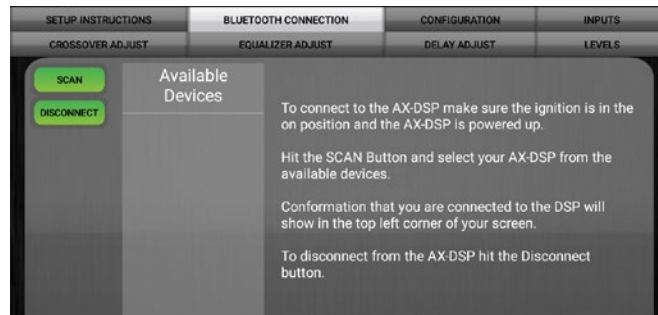 SETUP INSTRUCTIONS BLUETOOTH CONNECTION CONFIGURATION INPUTS
CROSSOVER ADJUST EQUALIZER ADJUST DELAY ADJUST LEVELS
SCAN
DISCONNECT
Available
Devices
To connect to the AX-DSP make sure the ignition is in the
on position and the AX-DSP is powered up.
Hit the SCAN Button and select your AX-DSP from the
available devices.
Conformation that you are connected to the DSP will
show in the top left corner of your screen.
To disconnect from the AX-DSP hit the Disconnect
button.